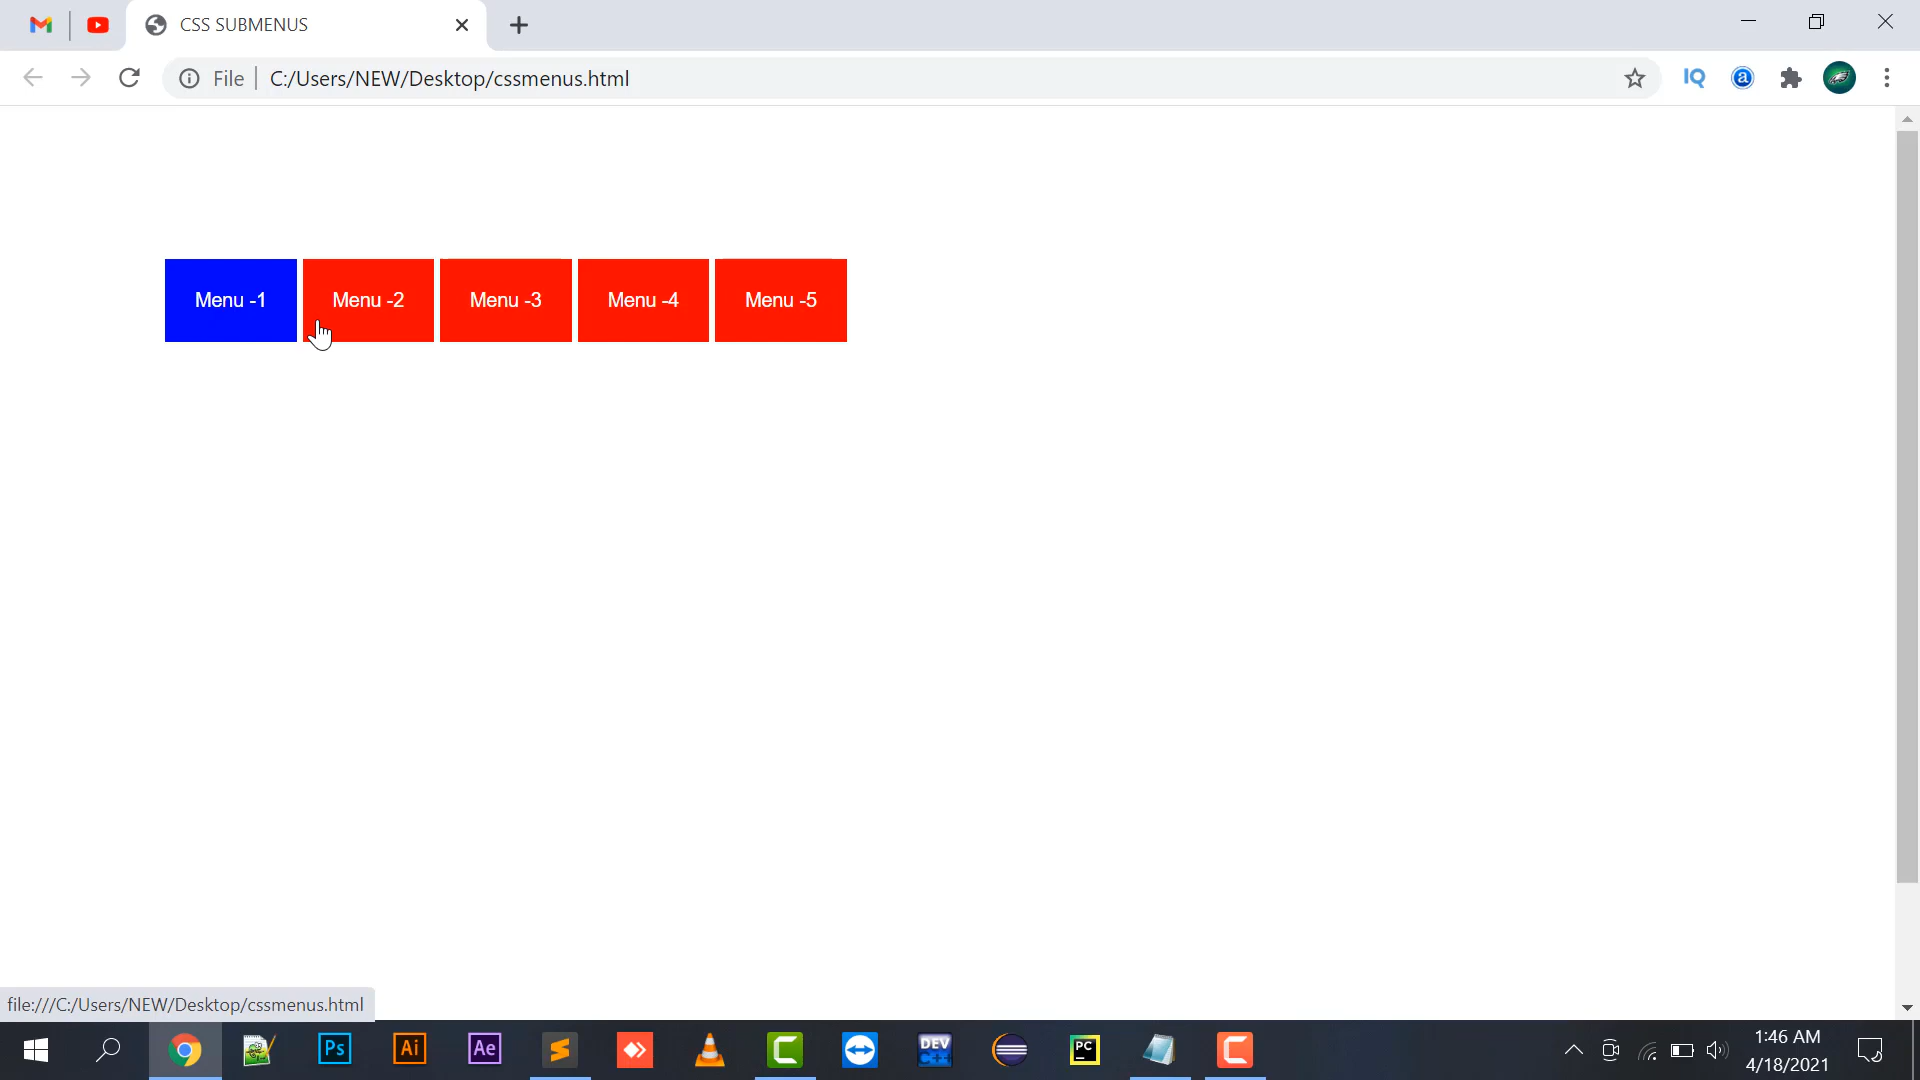 CSS SUBMENUS
File
C:/Users/NEW/Desktop/cssmenus.html
IQ
a
Menu -1
Menu -2
Menu -3
Menu -4
Menu -5
file:///C:/Users/NEW/Desktop/cssmenus.html
Ps
Ai
Ae
DEV
C++
PC
1:46 AM
4/18/2021